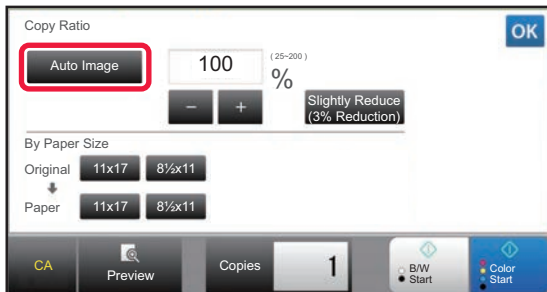 Copy Ratio
OK
Auto Image
100
( 25~200 )
%
− +
Slightly Reduce
(3% Reduction)
By Paper Size
Original 11x17 8½x11
Paper 11x17 8½x11
CA
Preview
Copies
1
B/W
Start
Color
Start